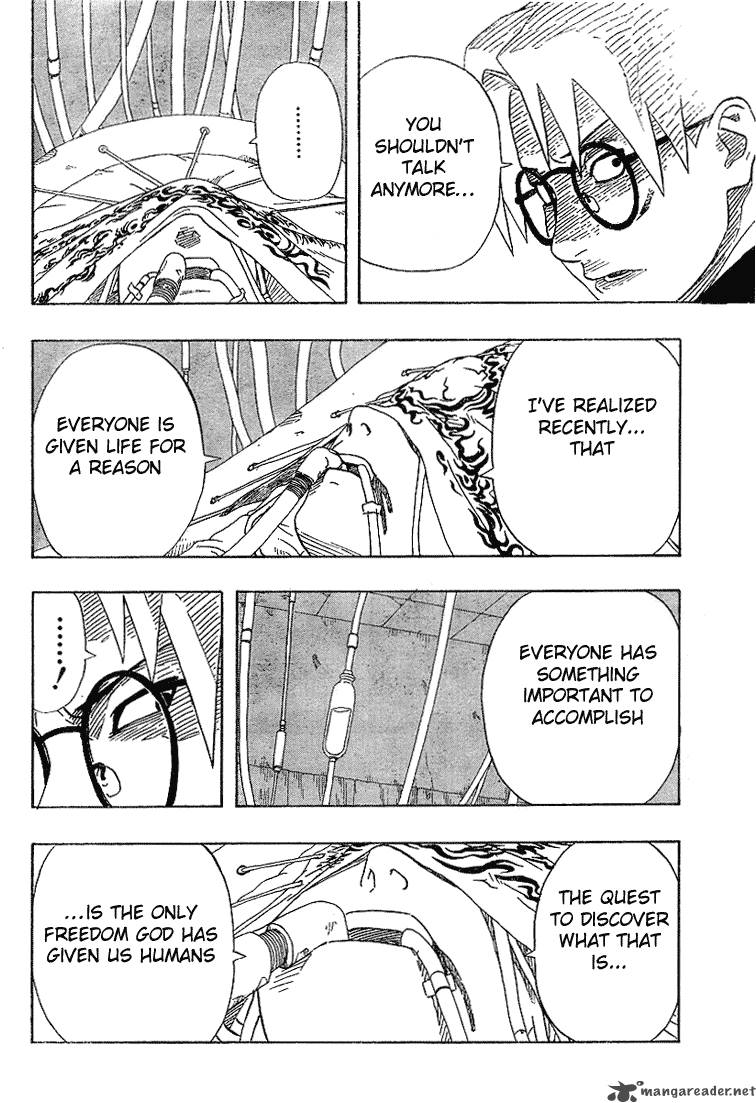 YOU
SHOULDN'T
TALK
ANYMORE...
.........
I'VE REALIZED
RECENTLY...
THAT
EVERYONE IS
GIVEN LIFE FOR
A REASON
EVERYONE HAS
SOMETHING
IMPORTANT TO
ACCOMPLISH
......!
THE QUEST
TO DISCOVER
WHAT THAT
IS...
...IS THE ONLY
FREEDOM GOD HAS
GIVEN US HUMANS
mangareader.net